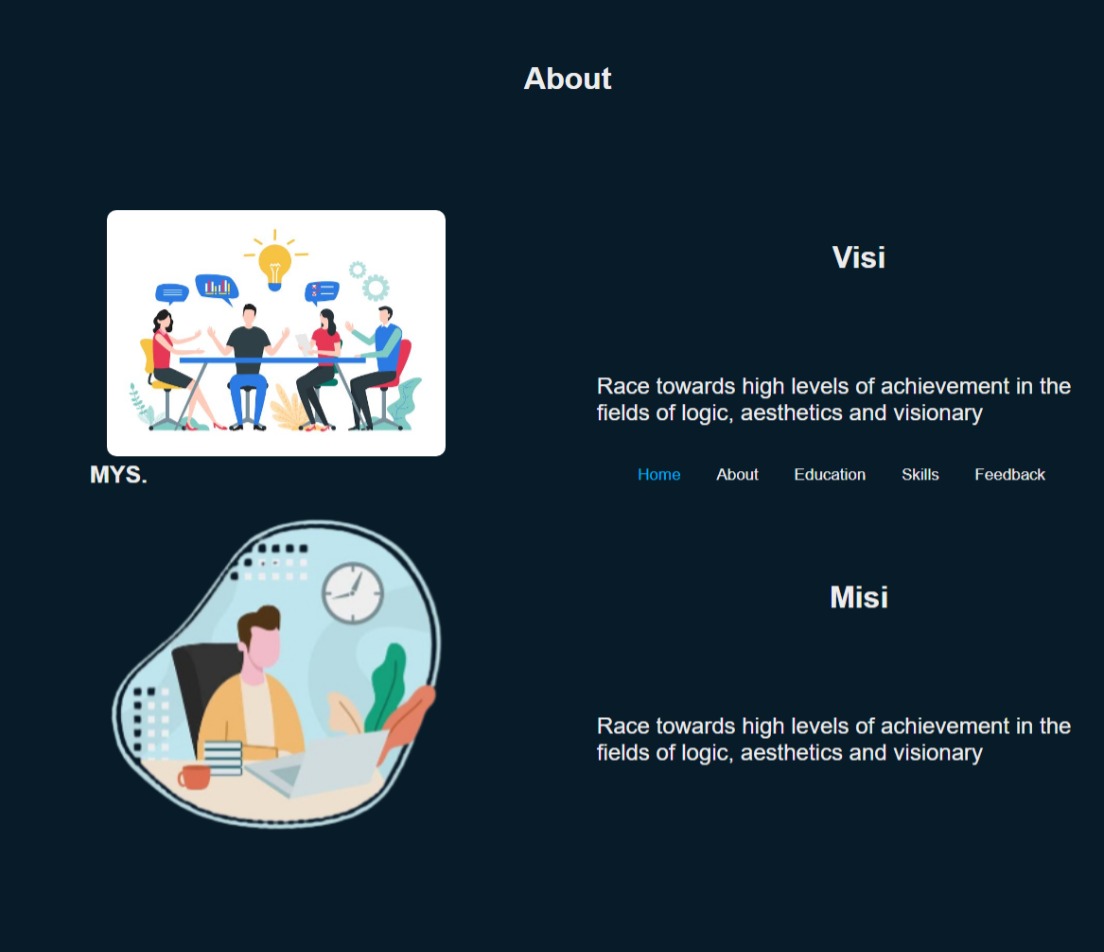 About
Visi
Race towards high levels of achievement in the
fields of logic, aesthetics and visionary
MYS.
Home About Education Skills Feedback
Misi
Race towards high levels of achievement in the
fields of logic, aesthetics and visionary